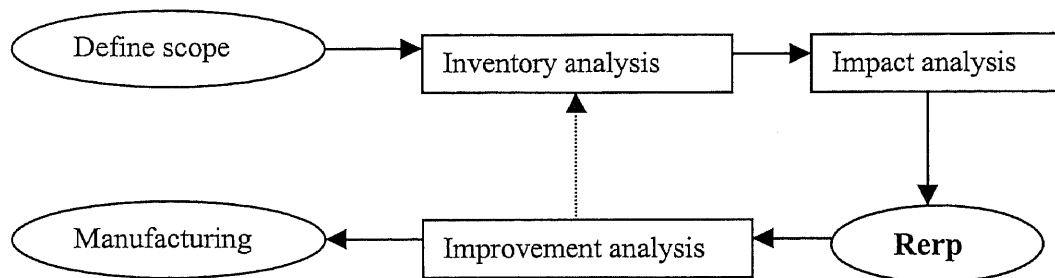 Define scope
Inventory analysis
Impact analysis
Manufacturing
Improvement analysis
Rerp